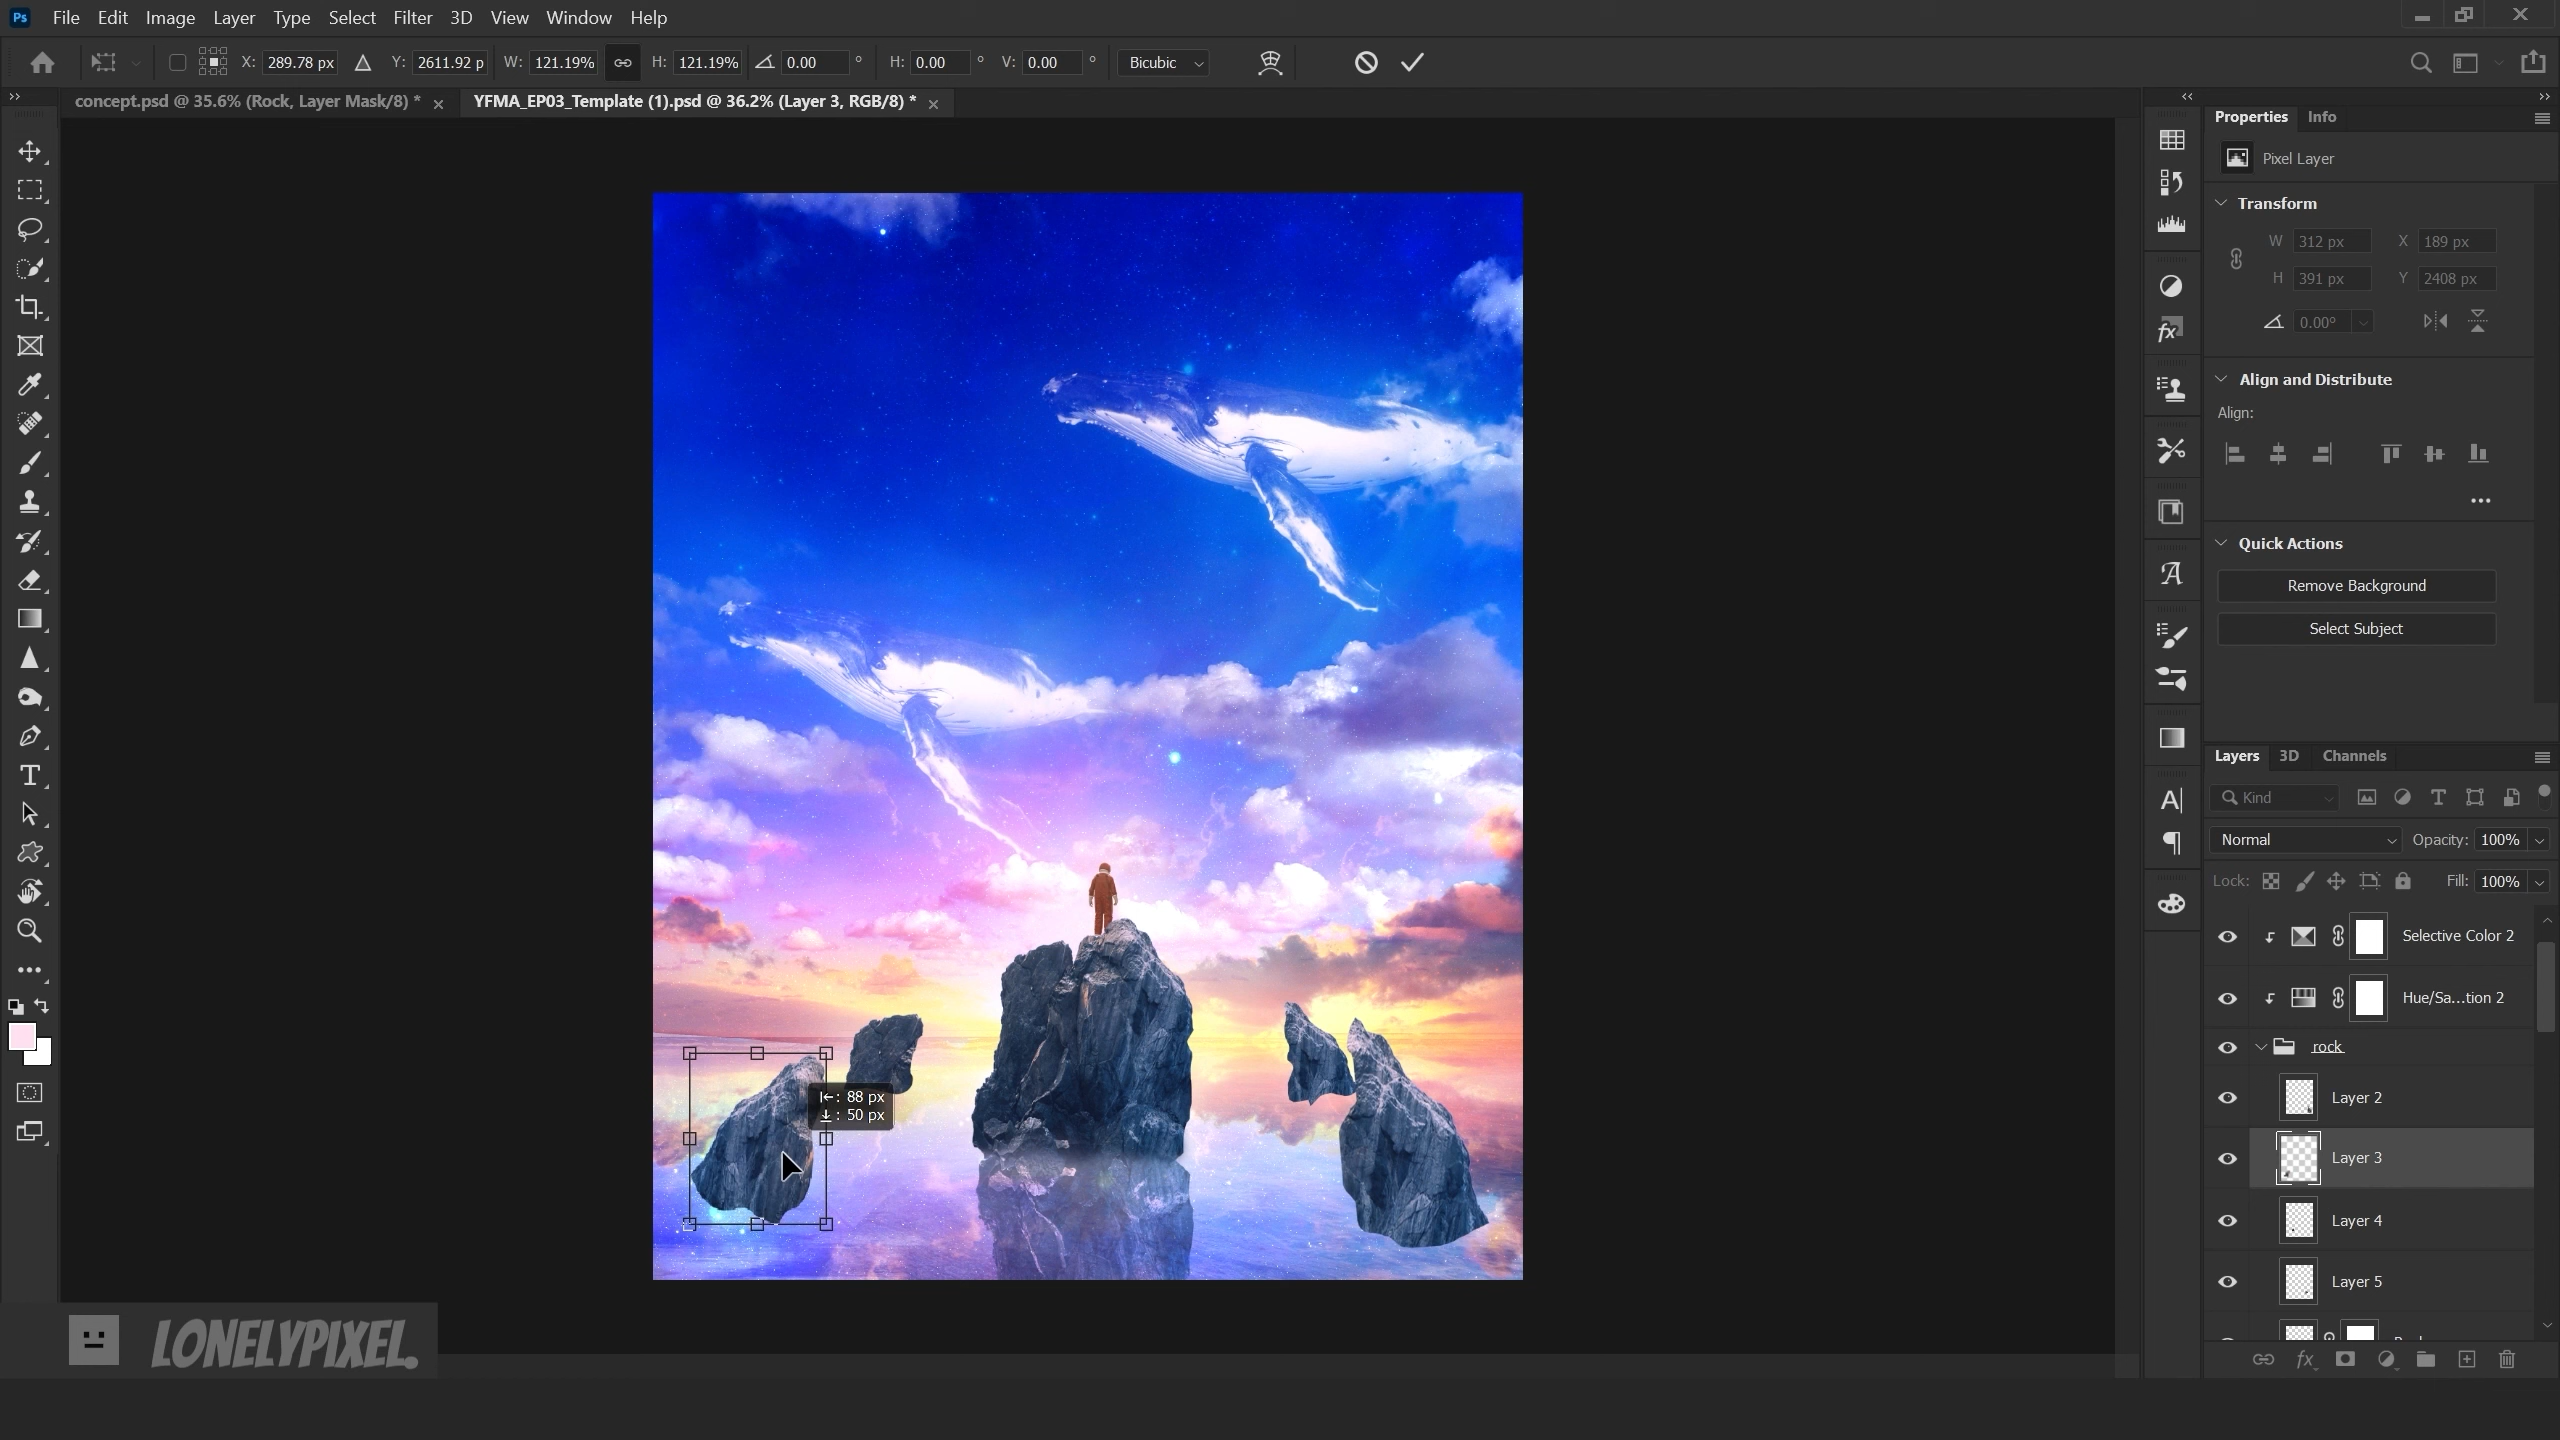 Ps File Edit Image Layer Type Select Filter 3D View Window Help
X: 289.78 px Y: 2611.92 p W: 121.19% H: 121.19% 0.00 ° H: 0.00 ° V: 0.00 ° Bicubic
concept.psd @ 35.6% (Rock, Layer Mask/8) *
YFMA_EP03_Template (1).psd @ 36.2% (Layer 3, RGB/8) *
Properties Info
Pixel Layer
Transform
W 312 px X 189 px
H 391 px Y 2408 px
0.00°
Align and Distribute
Align:
Quick Actions
Remove Background
Select Subject
Layers 3D Channels
Kind
Normal Opacity: 100%
Lock: Fill: 100%
Selective Color 2
Hue/Sa...tion 2
rock
Layer 2
Layer 3
Layer 4
Layer 5
: 88 px
: 50 px
LONELYPIXEL.